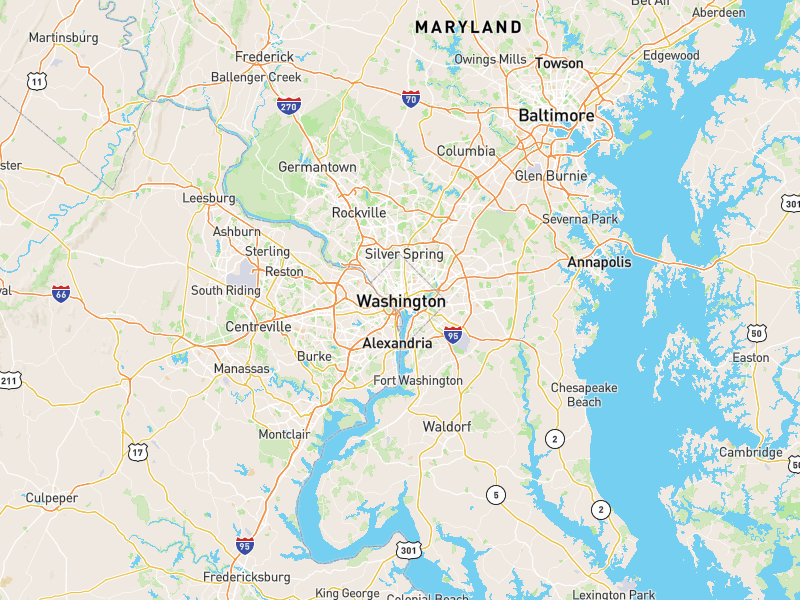 Bel Air
MARYLAND
Aberdeen
Martinsburg
Frederick
Edgewood
Owings Mills
Towson
Ballenger Creek
11
270
70
Baltimore
Columbia
Germantown
ster
Glen Burnie
Leesburg
301
Rockville
Severna Park
Ashburn
Sterling
Silver Spring
Annapolis
Reston
val
66
South Riding
Washington
Centreville
50
95
Alexandria
Burke
Easton
Manassas
211
Fort Washington
Chesapeake
Beach
Waldorf
Montclair
2
17
Cambridge
50
Culpeper
5
2
95
301
Fredericksburg
King George
Colonial Beach
Lexington Park